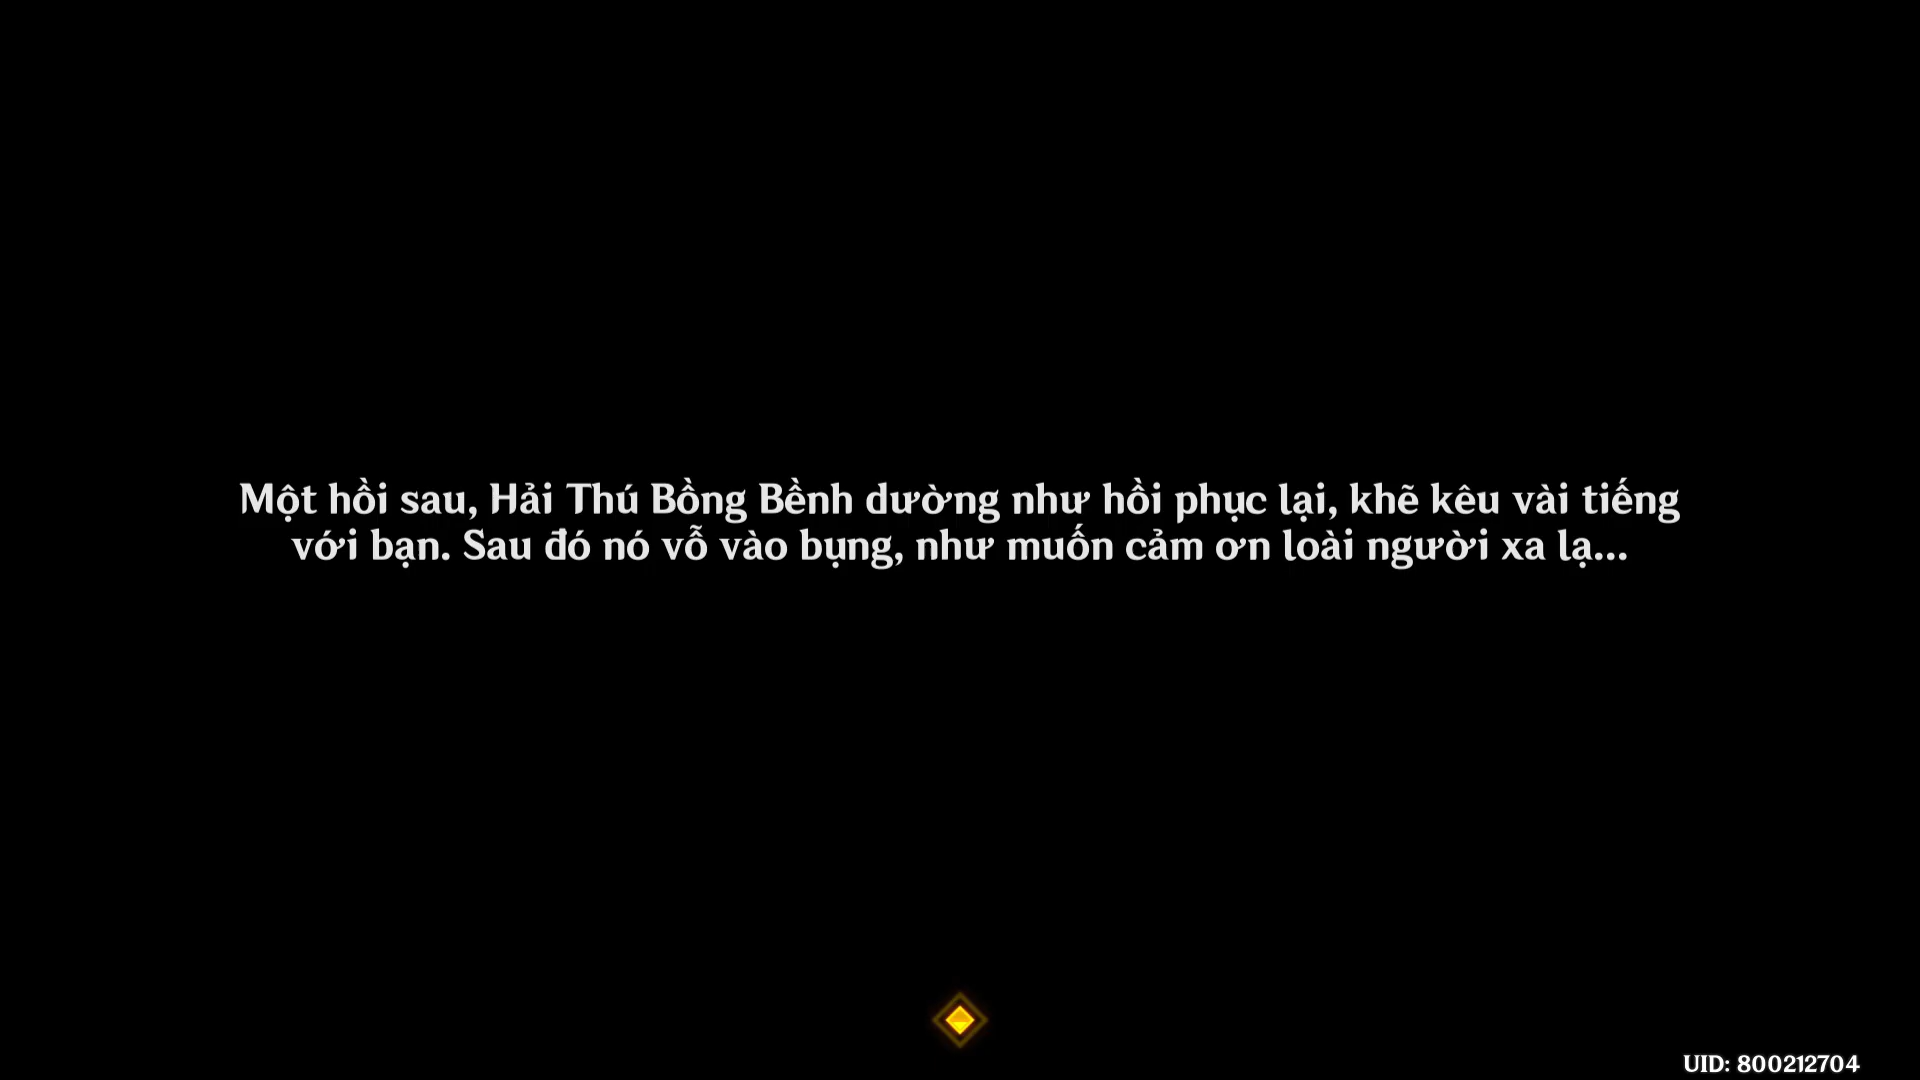 Một hồi sau, Hải Thú Bồng Bềnh dường như hồi phục lại, khẽ kêu vài tiếng
với bạn. Sau đó nó vỗ vào bụng, như muốn cảm ơn loài người xa lạ...
UID: 800212704